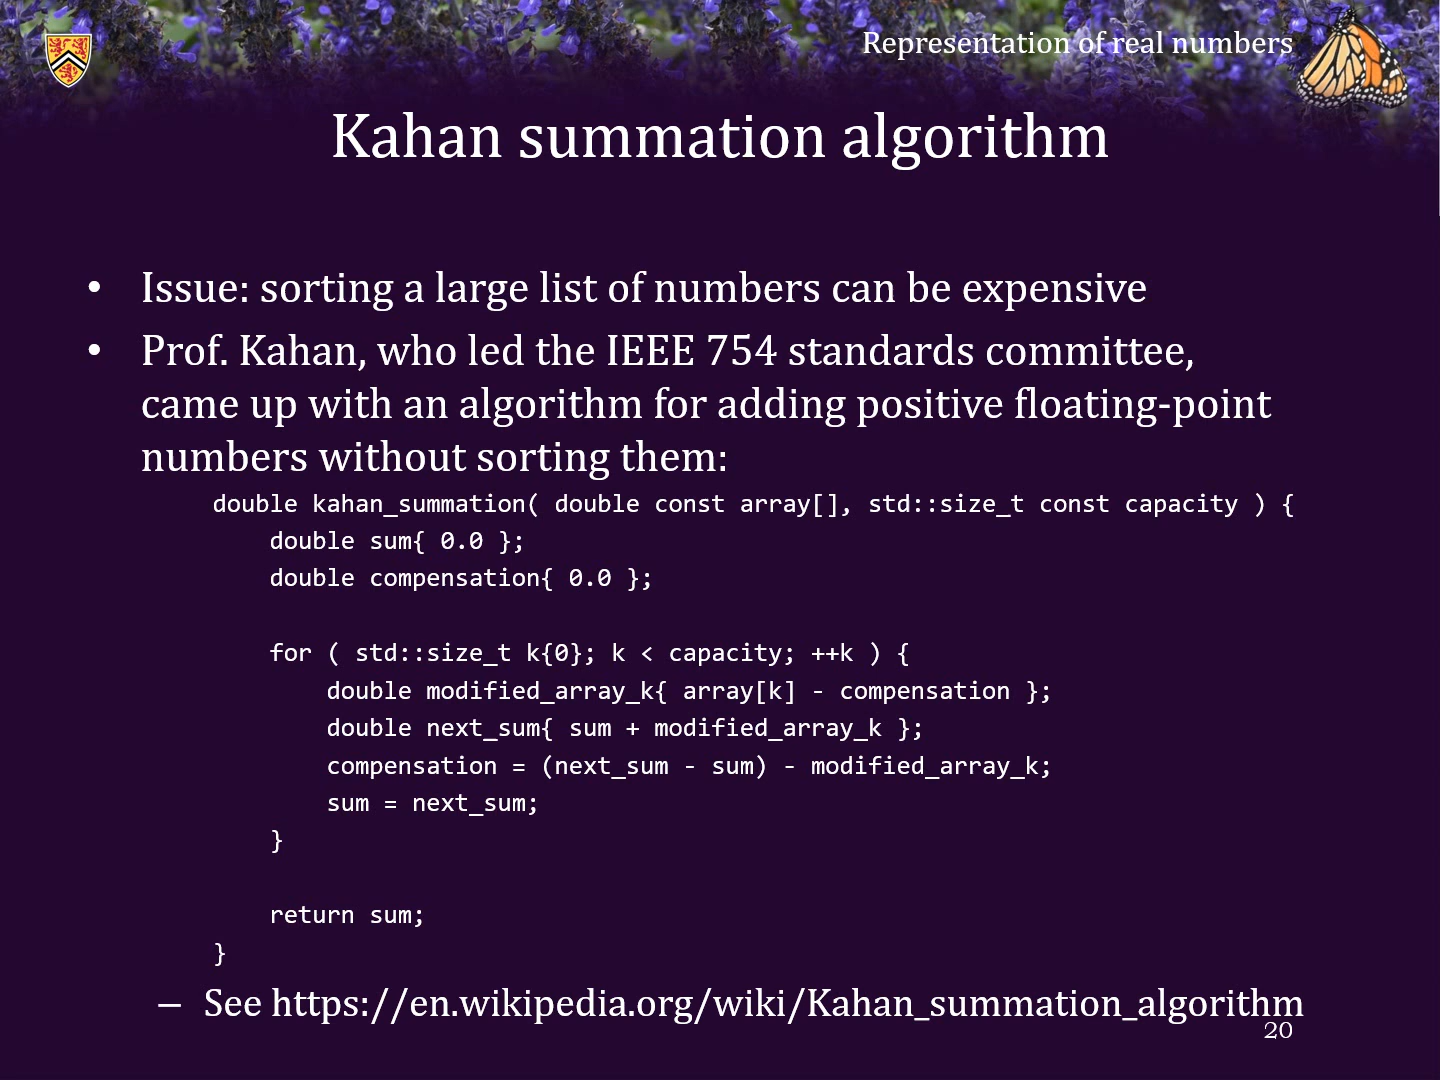 Representation of real numbers
Kahan summation algorithm
• Issue: sorting a large list of numbers can be expensive
• Prof. Kahan, who led the IEEE 754 standards committee,
came up with an algorithm for adding positive floating-point
numbers without sorting them:
double kahan_summation( double const array[], std::size_t const capacity ) {
    double sum{ 0.0 };
    double compensation{ 0.0 };

    for ( std::size_t k{0}; k < capacity; ++k ) {
        double modified_array_k{ array[k] - compensation };
        double next_sum{ sum + modified_array_k };
        compensation = (next_sum - sum) - modified_array_k;
        sum = next_sum;
    }

    return sum;
}
– See https://en.wikipedia.org/wiki/Kahan_summation_algorithm
20